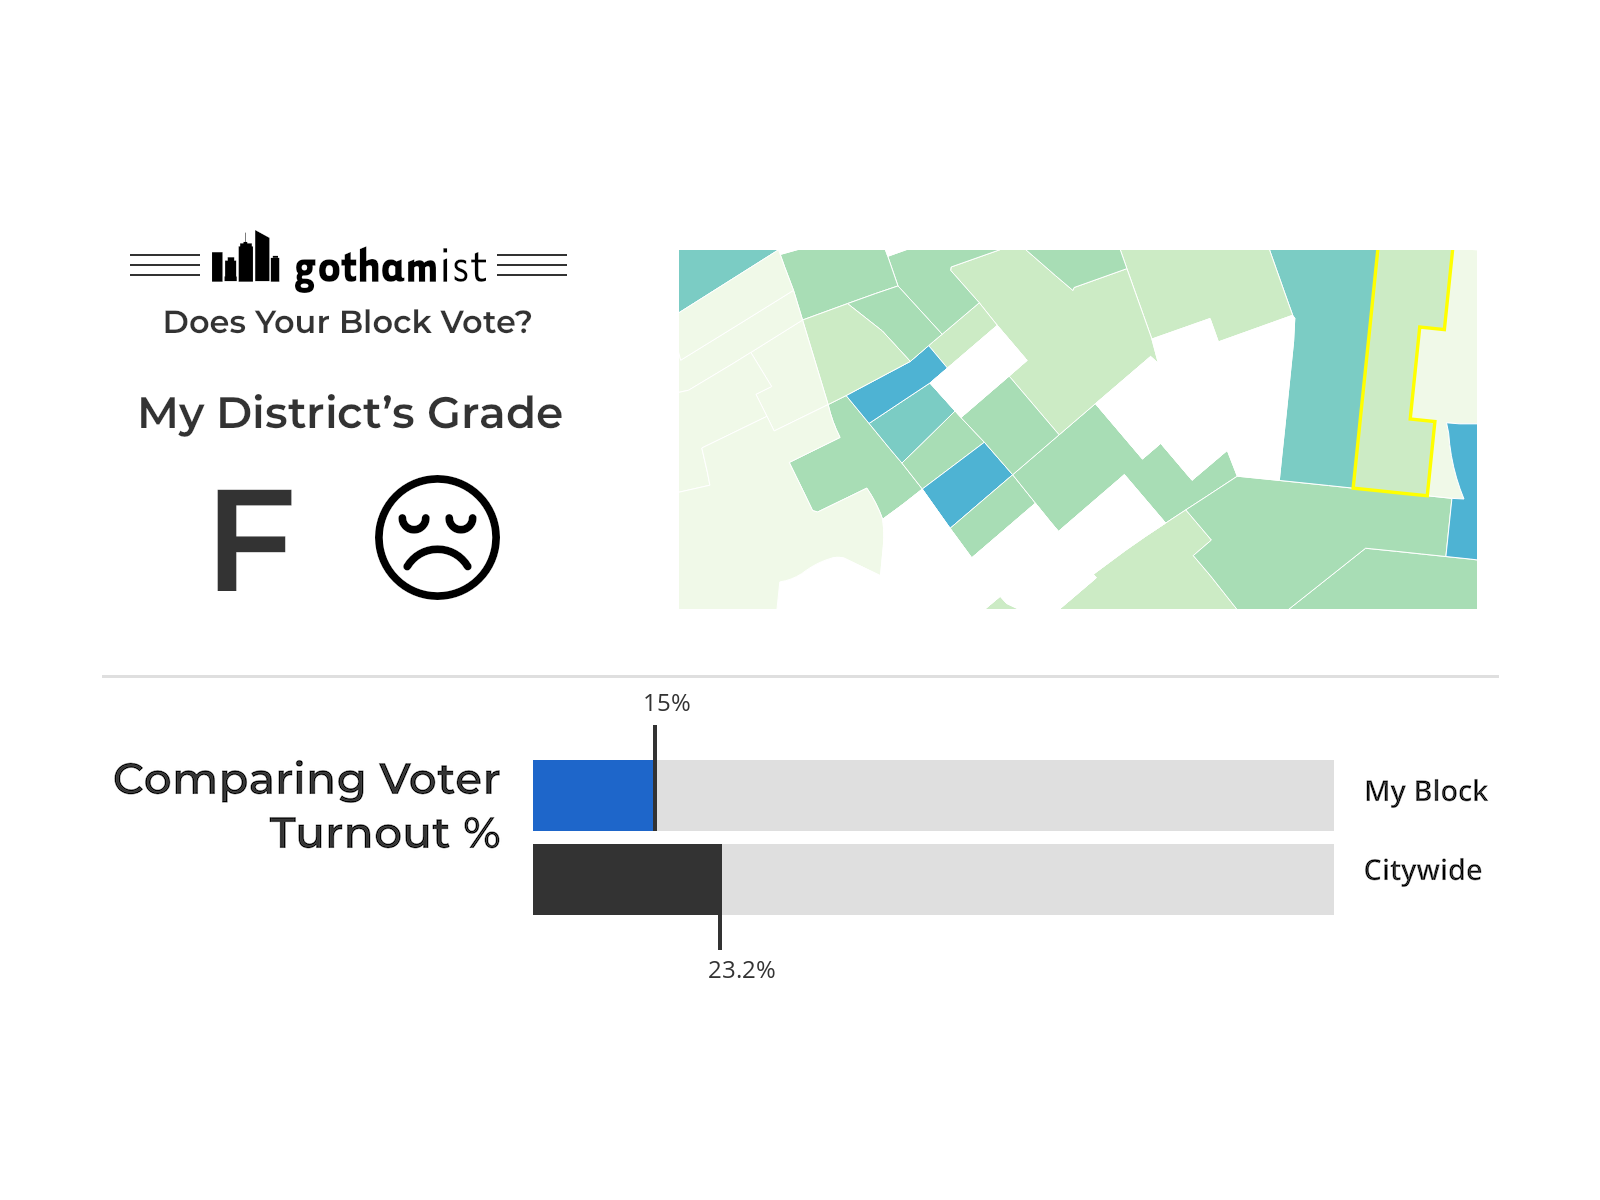 gothamist
Does Your Block Vote?
My District’s Grade
F
15%
Comparing Voter
Turnout %
My Block
Citywide
23.2%